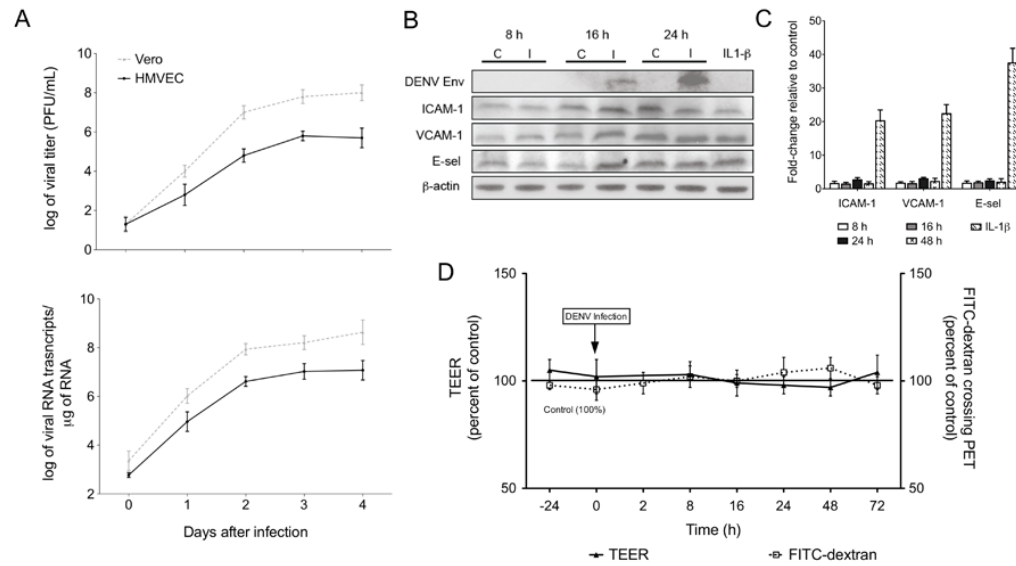 A
Vero
HMVEC
log of viral titer (PFU/mL)
10
8
6
4
2
0
log of viral RNA trasncripts/
µg of RNA
10
8
6
4
2
0 1 2 3 4
Days after infection
B
8 h 16 h 24 h
C I C I C I IL1-β
DENV Env
ICAM-1
VCAM-1
E-sel
β-actin
C
Fold-change relative to control
50
40
30
20
10
0
ICAM-1 VCAM-1 E-sel
8 h 16 h IL-1β
24 h 48 h
D
TEER
(percent of control)
150
100
50
DENV Infection
Control (100%)
150
100
50
FITC-dextran crossing PET
(percent of control)
-24 0 2 8 16 24 48 72
Time (h)
TEER FITC-dextran